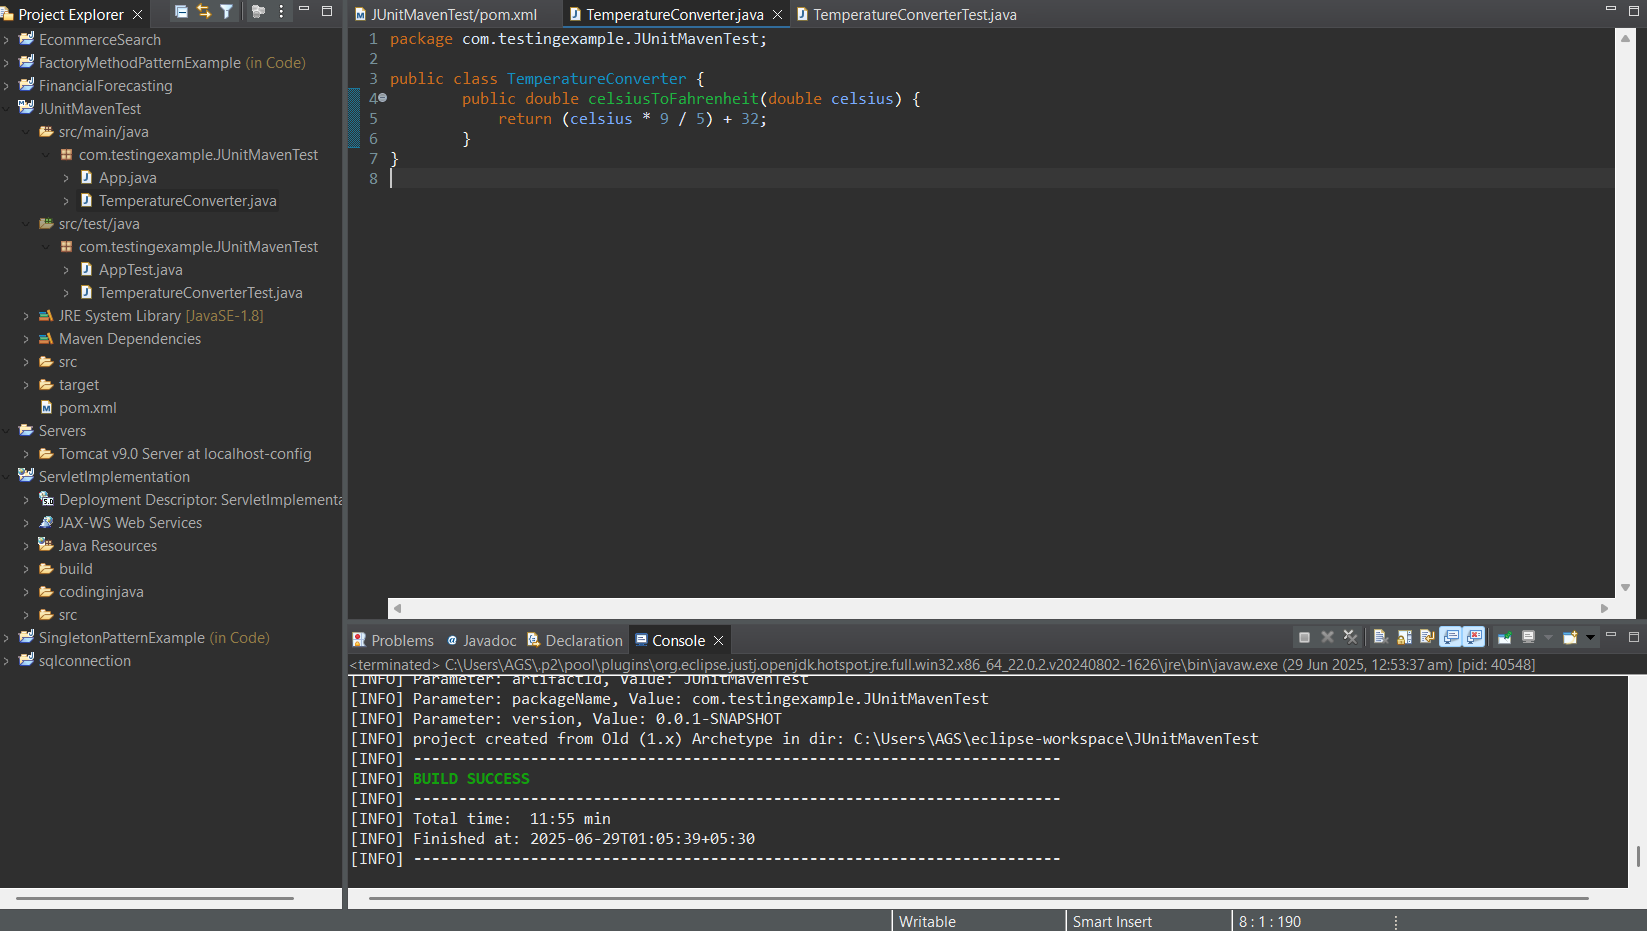 Project Explorer
EcommerceSearch
FactoryMethodPatternExample (in Code)
FinancialForecasting
JUnitMavenTest
src/main/java
com.testingexample.JUnitMavenTest
App.java
TemperatureConverter.java
src/test/java
com.testingexample.JUnitMavenTest
AppTest.java
TemperatureConverterTest.java
JRE System Library [JavaSE-1.8]
Maven Dependencies
src
target
pom.xml
Servers
Tomcat v9.0 Server at localhost-config
ServletImplementation
Deployment Descriptor: ServletImplementa
JAX-WS Web Services
Java Resources
build
codinginjava
src
SingletonPatternExample (in Code)
sqlconnection
JUnitMavenTest/pom.xml TemperatureConverter.java TemperatureConverterTest.java
1 package com.testingexample.JUnitMavenTest;
2
3 public class TemperatureConverter {
4 public double celsiusToFahrenheit(double celsius) {
5 return (celsius * 9 / 5) + 32;
6 }
7 }
8
Problems Javadoc Declaration Console
<terminated> C:\Users\AGS\.p2\pool\plugins\org.eclipse.justj.openjdk.hotspot.jre.full.win32.x86_64_22.0.2.v20240802-1626\jre\bin\javaw.exe (29 Jun 2025, 12:53:37 am) [pid: 40548]
[INFO] Parameter: artifactId, Value: JUnitMavenTest
[INFO] Parameter: packageName, Value: com.testingexample.JUnitMavenTest
[INFO] Parameter: version, Value: 0.0.1-SNAPSHOT
[INFO] project created from Old (1.x) Archetype in dir: C:\Users\AGS\eclipse-workspace\JUnitMavenTest
[INFO] ------------------------------------------------------------------------
[INFO] BUILD SUCCESS
[INFO] ------------------------------------------------------------------------
[INFO] Total time:  11:55 min
[INFO] Finished at: 2025-06-29T01:05:39+05:30
[INFO] ------------------------------------------------------------------------
Writable Smart Insert 8 : 1 : 190